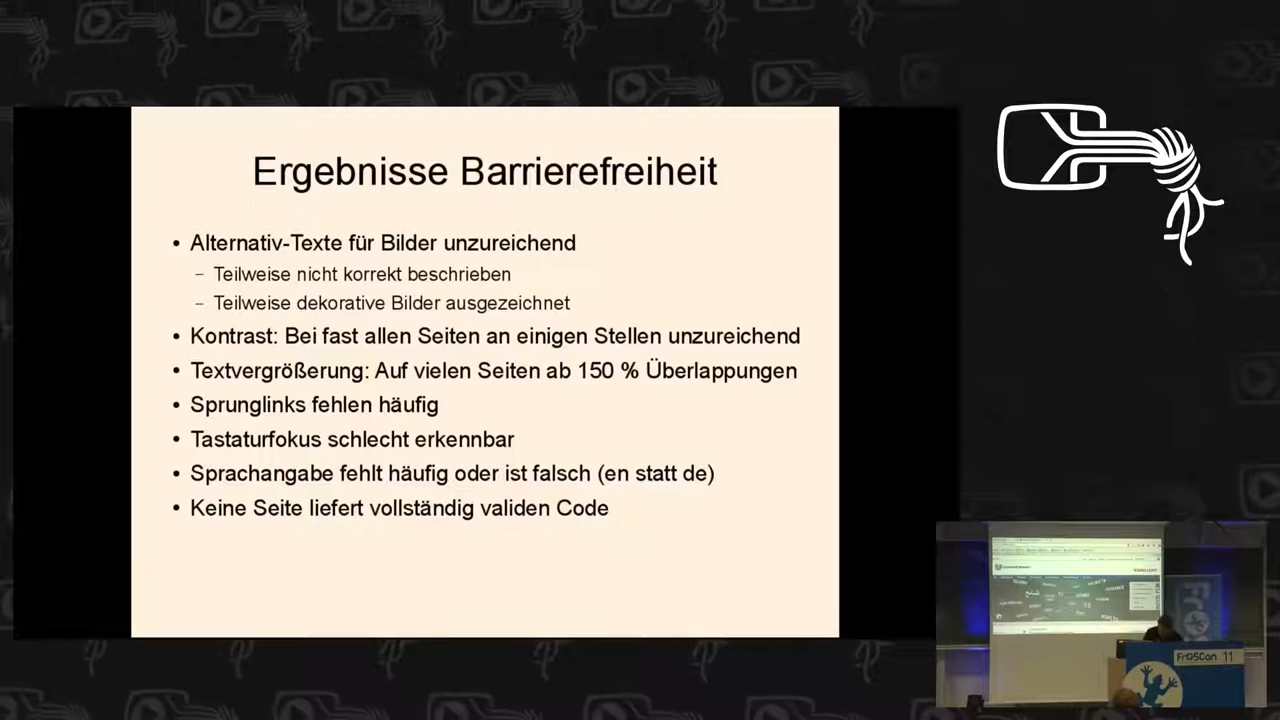 Ergebnisse Barrierefreiheit
• Alternativ-Texte für Bilder unzureichend
– Teilweise nicht korrekt beschrieben
– Teilweise dekorative Bilder ausgezeichnet
• Kontrast: Bei fast allen Seiten an einigen Stellen unzureichend
• Textvergrößerung: Auf vielen Seiten ab 150 % Überlappungen
• Sprunglinks fehlen häufig
• Tastaturfokus schlecht erkennbar
• Sprachangabe fehlt häufig oder ist falsch (en statt de)
• Keine Seite liefert vollständig validen Code
FrOSCon 11